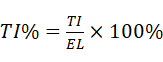 TI% = TI/EL × 100%